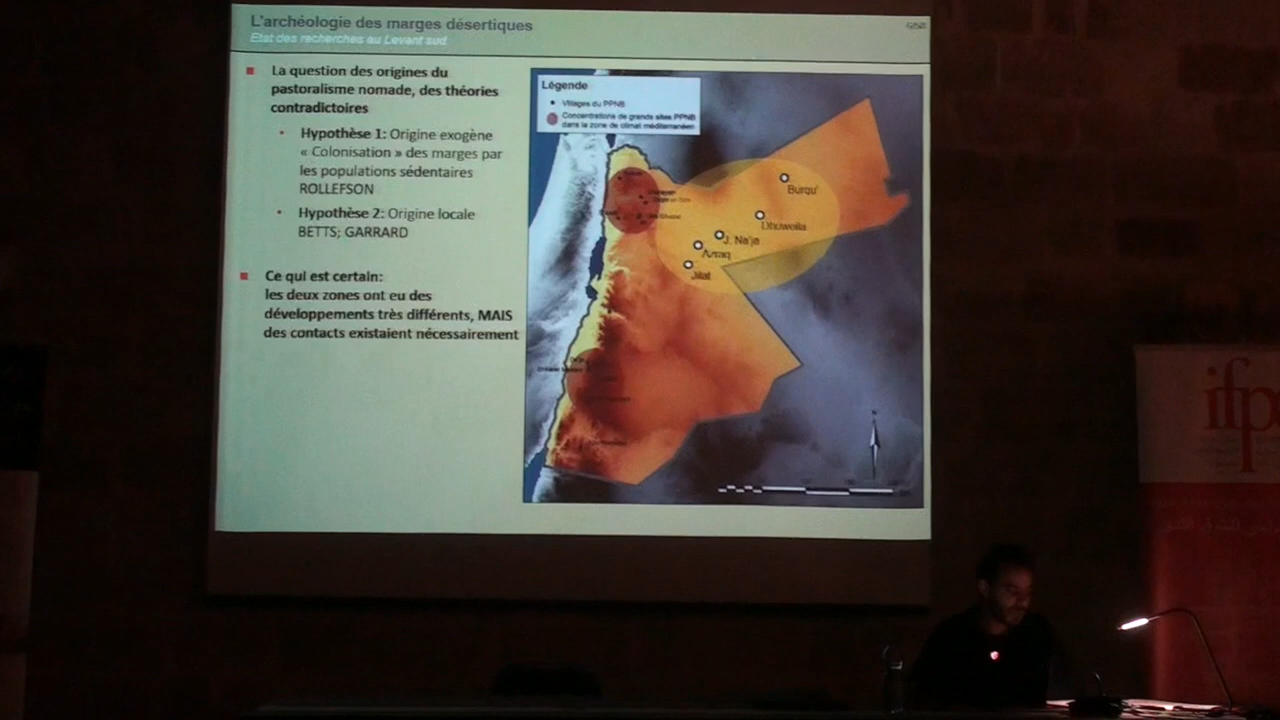 L'archéologie des marges désertiques
Etat des recherches au Levant sud
La question des origines du
pastoralisme nomade, des théories
contradictoires
Hypothèse 1: Origine exogène
« Colonisation » des marges par
les populations sédentaires
ROLLEFSON
Hypothèse 2: Origine locale
BETTS; GARRARD
Ce qui est certain:
les deux zones ont eu des
développements très différents, MAIS
des contacts existaient nécessairement
Légende
Villages du PPNB
Concentrations de grands sites PPNB
dans la zone de climat méditerranéen
Burqu'
Dhuweila
J. Na'ja
Azraq
Jilat
N
ifp